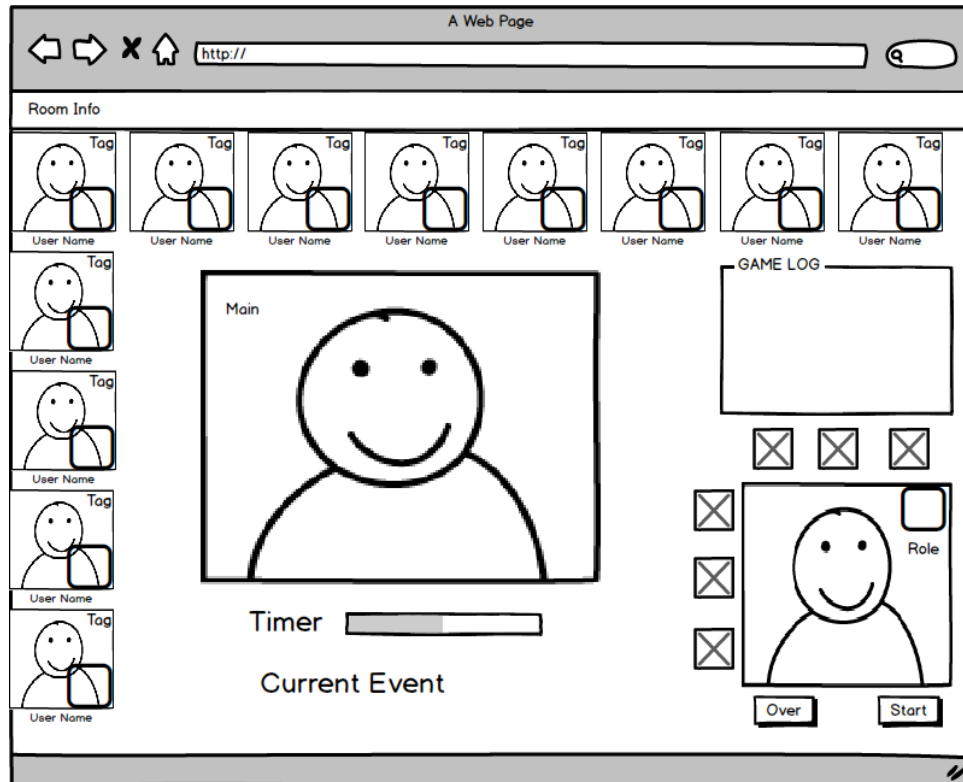 A Web Page
http://
Room Info
Tag Tag Tag Tag Tag Tag Tag Tag
User Name User Name User Name User Name User Name User Name User Name User Name
Tag
User Name
Tag
User Name
Tag
User Name
Tag
User Name
Main
Timer
Current Event
GAME LOG
Role
Over Start